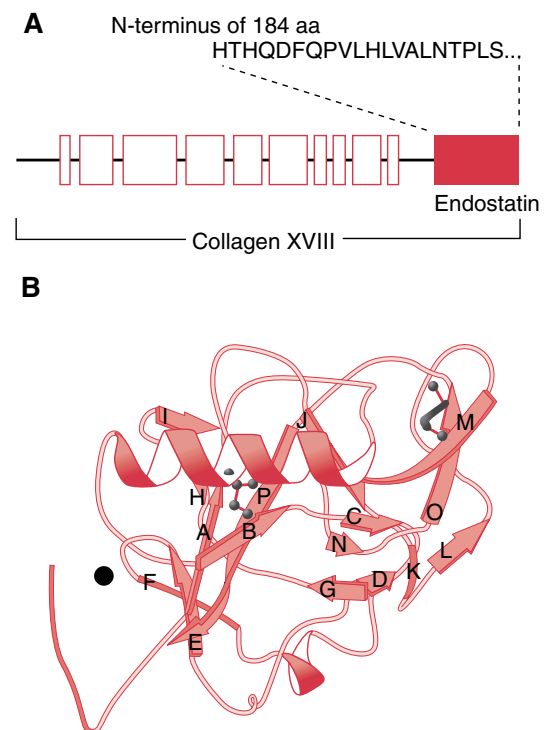 A
N-terminus of 184 aa
HTHQDFQPVLHLVALNTPLS...
Endostatin
Collagen XVIII
B
I
J
M
H
P
A
B
C
O
N
L
F
G
D
K
E